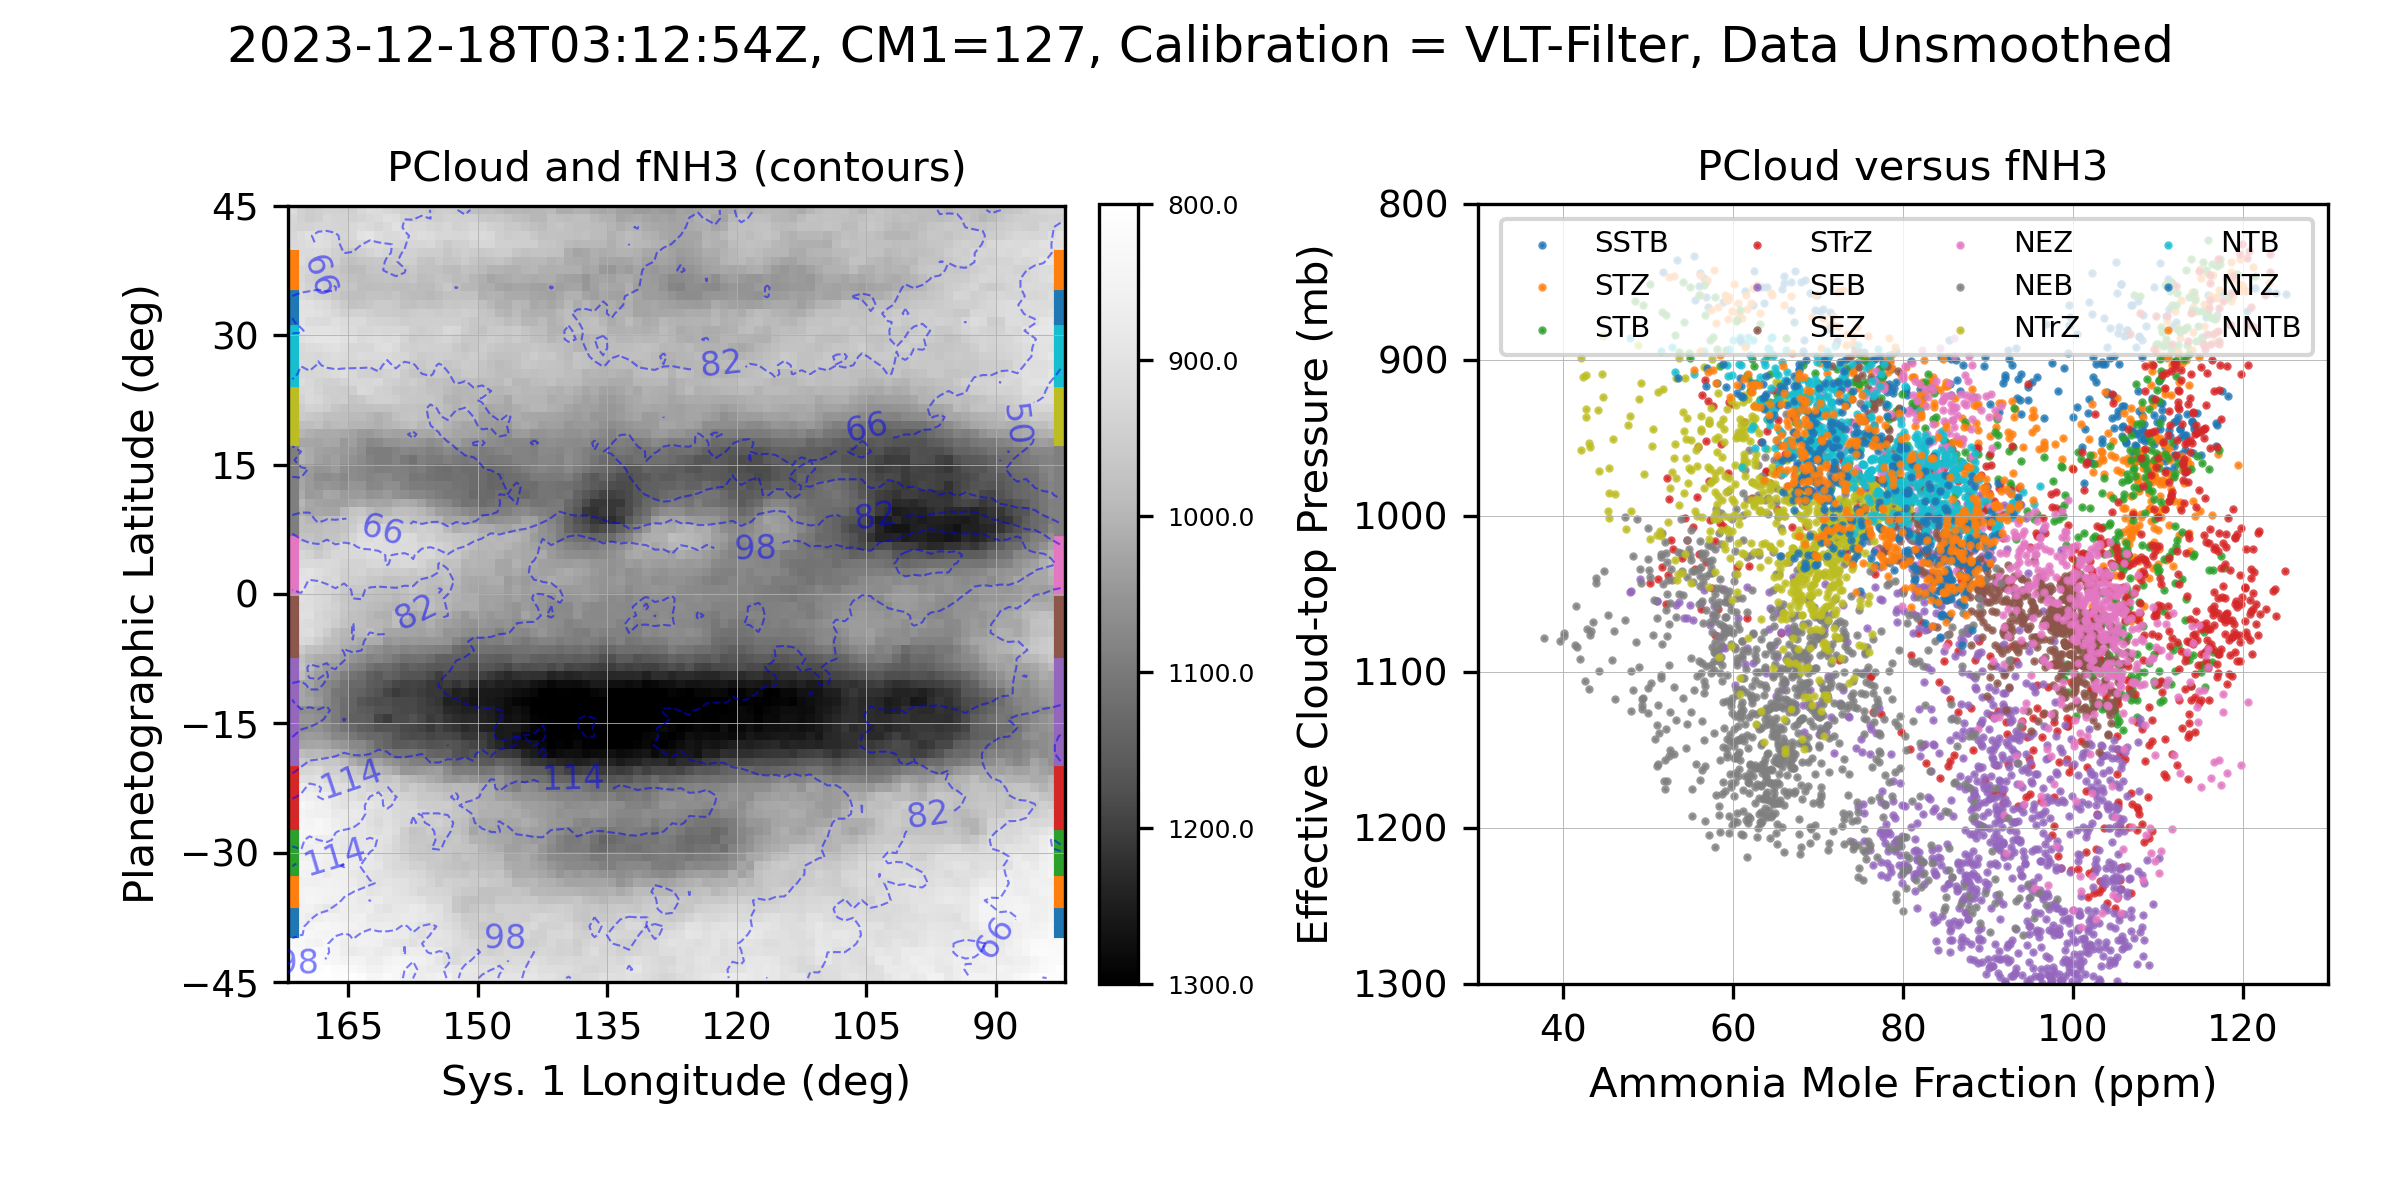 2023-12-18T03:12:54Z, CM1=127, Calibration = VLT-Filter, Data Unsmoothed
PCloud and fNH3 (contours)
Planetographic Latitude (deg)
45
30
15
0
−15
−30
−45
165
150
135
120
105
90
Sys. 1 Longitude (deg)
66
82
66
50
66
82
98
82
114
114
82
114
98
98
66
800.0
900.0
1000.0
1100.0
1200.0
1300.0
PCloud versus fNH3
Effective Cloud-top Pressure (mb)
800
900
1000
1100
1200
1300
SSTB
STZ
STB
STrZ
SEB
SEZ
NEZ
NEB
NTrZ
NTB
NTZ
NNTB
40
60
80
100
120
Ammonia Mole Fraction (ppm)